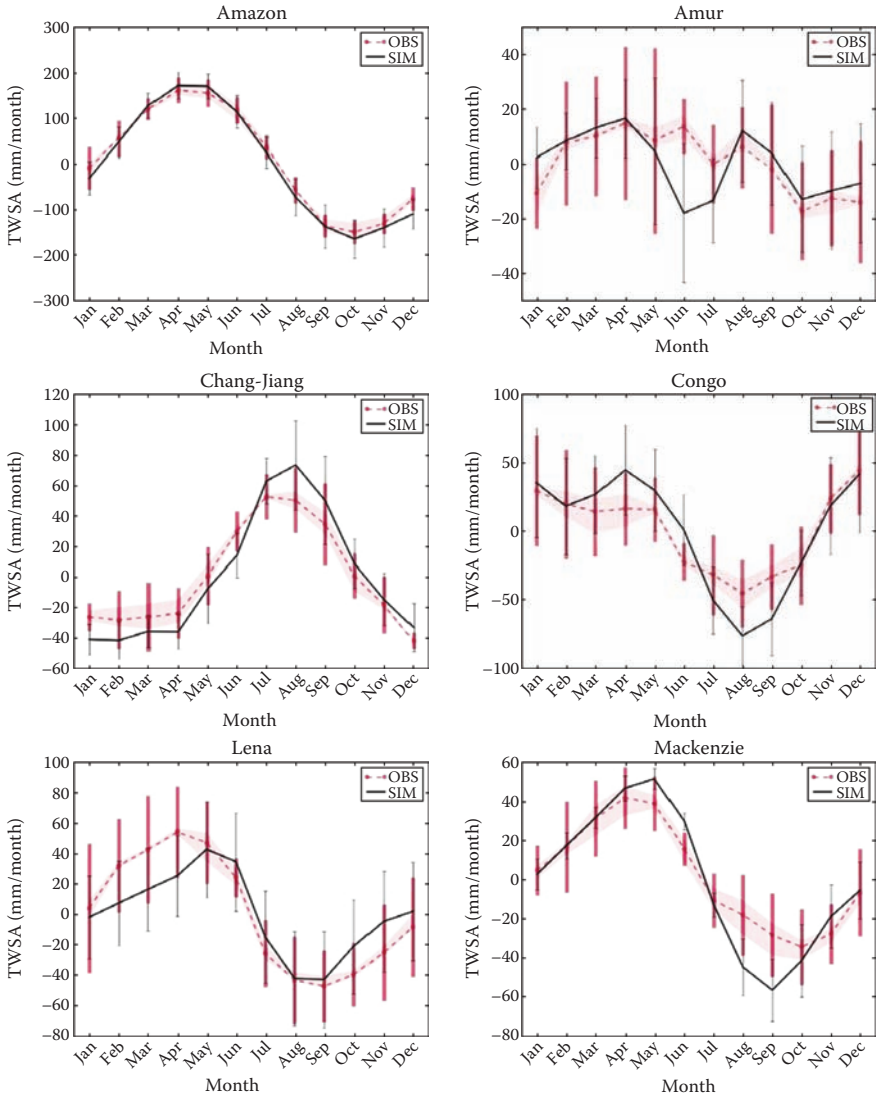 Amazon
300
200
100
0
−100
−200
−300
TWSA (mm/month)
OBS
SIM
Jan Feb Mar Apr May Jun Jul Aug Sep Oct Nov Dec
Month
Amur
40
20
0
−20
−40
TWSA (mm/month)
OBS
SIM
Jan Feb Mar Apr May Jun Jul Aug Sep Oct Nov Dec
Month
Chang-Jiang
120
100
80
60
40
20
0
−20
−40
−60
TWSA (mm/month)
OBS
SIM
Jan Feb Mar Apr May Jun Jul Aug Sep Oct Nov Dec
Month
Congo
100
50
0
−50
−100
TWSA (mm/month)
OBS
SIM
Jan Feb Mar Apr May Jun Jul Aug Sep Oct Nov Dec
Month
Lena
100
80
60
40
20
0
−20
−40
−60
−80
TWSA (mm/month)
OBS
SIM
Jan Feb Mar Apr May Jun Jul Aug Sep Oct Nov Dec
Month
Mackenzie
60
40
20
0
−20
−40
−60
−80
TWSA (mm/month)
OBS
SIM
Jan Feb Mar Apr May Jun Jul Aug Sep Oct Nov Dec
Month